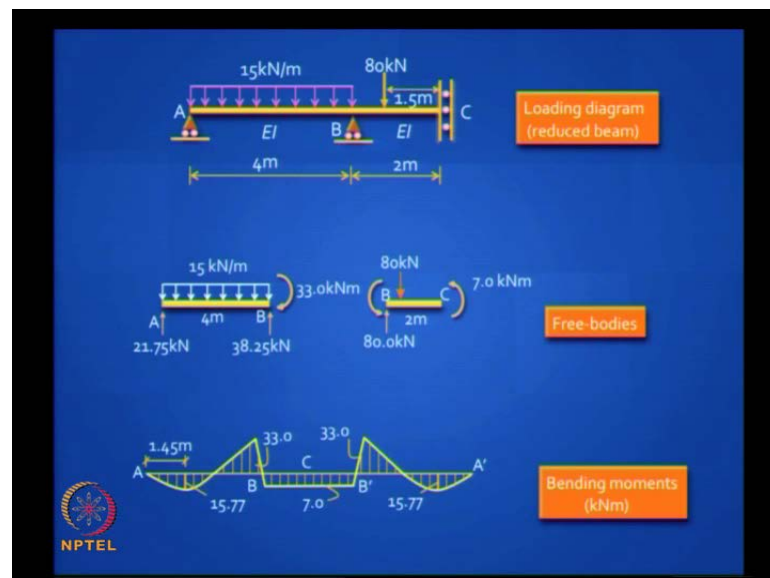 15kN/m
80kN
1.5m
A
C
B
EI
EI
4m
2m
Loading diagram
(reduced beam)
15 kN/m
80kN
33.0kNm
7.0 kNm
B
C
A
4m
B
2m
21.75kN
38.25kN
80.0kN
Free-bodies
1.45m
33.0
33.0
A
C
A'
B
B'
15.77
7.0
15.77
Bending moments
(kNm)
NPTEL